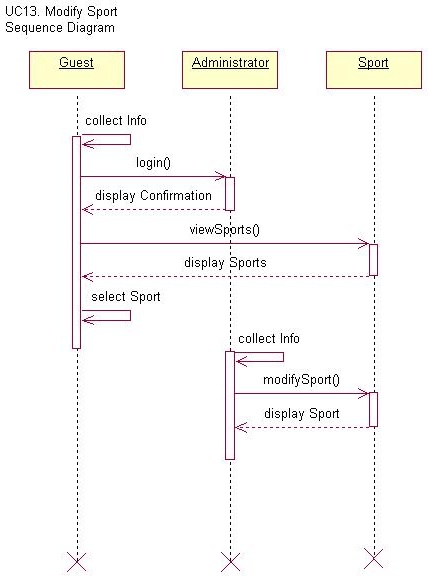 UC13. Modify Sport
Sequence Diagram
Guest
Administrator
Sport
collect Info
login()
display Confirmation
viewSports()
display Sports
select Sport
collect Info
modifySport()
display Sport